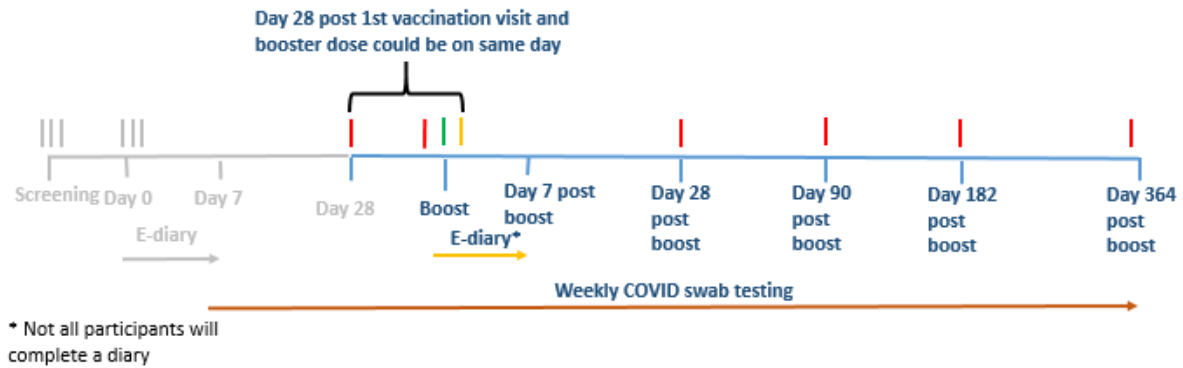 Day 28 post 1st vaccination visit and
booster dose could be on same day
Screening
Day 0
Day 7
Day 28
Boost
Day 7 post
boost
Day 28
post
boost
Day 90
post
boost
Day 182
post
boost
Day 364
post
boost
E-diary
E-diary*
Weekly COVID swab testing
* Not all participants will
complete a diary